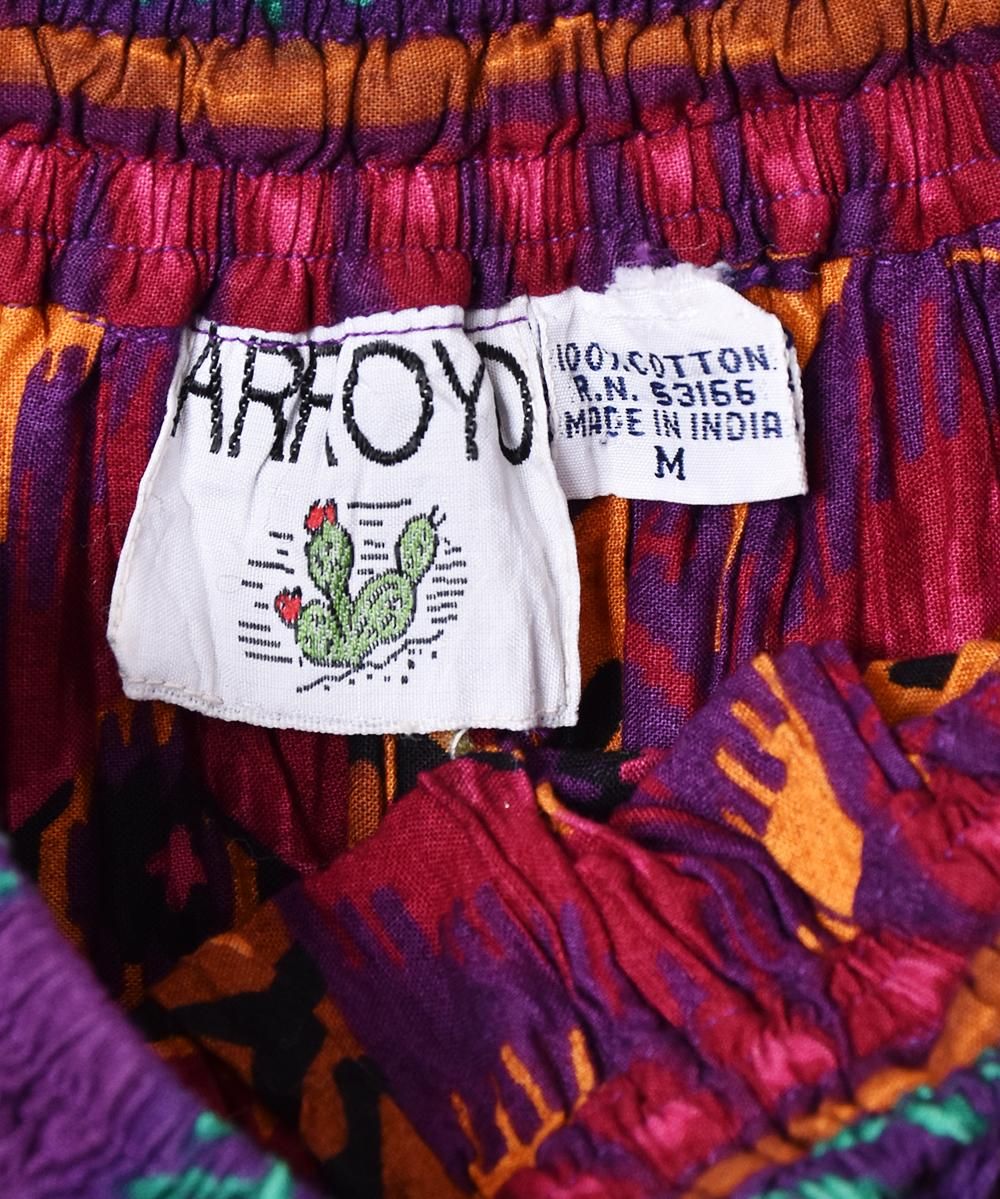 ARROYO
100% COTTON.
R.N. 53166
MADE IN INDIA
M